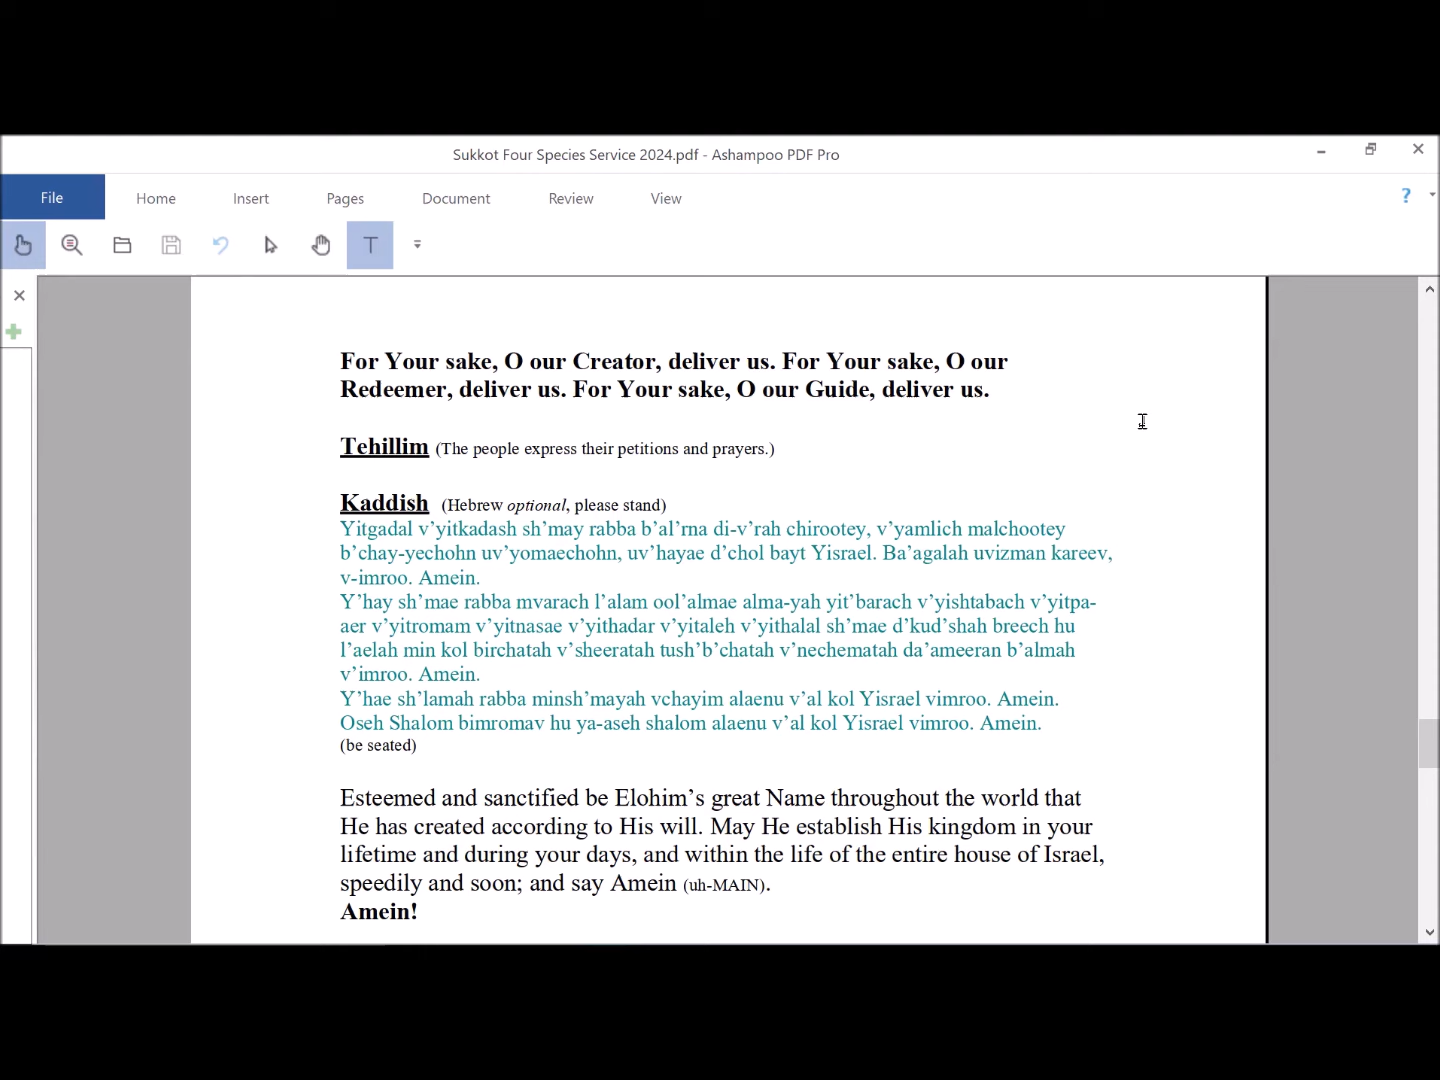 Sukkot Four Species Service 2024.pdf - Ashampoo PDF Pro
File Home Insert Pages Document Review View
For Your sake, O our Creator, deliver us. For Your sake, O our
Redeemer, deliver us. For Your sake, O our Guide, deliver us.
Tehillim (The people express their petitions and prayers.)
Kaddish (Hebrew optional, please stand)
Yitgadal v’yitkadash sh’may rabba b’al’rna di-v’rah chirootey, v’yamlich malchootey
b’chay-yechohn uv’yomaechohn, uv’hayae d’chol bayt Yisrael. Ba’agalah uvizman kareev,
v-imroo. Amein.
Y’hay sh’mae rabba mvarach l’alam ool’almae alma-yah yit’barach v’yishtabach v’yitpa-
aer v’yitromam v’yitnasae v’yithadar v’yitaleh v’yithalal sh’mae d’kud’shah breech hu
l’aelah min kol birchatah v’sheeratah tush’b’chatah v’nechematah da’ameeran b’almah
v’imroo. Amein.
Y’hae sh’lamah rabba minsh’mayah vchayim alaenu v’al kol Yisrael vimroo. Amein.
Oseh Shalom bimromav hu ya-aseh shalom alaenu v’al kol Yisrael vimroo. Amein.
(be seated)
Esteemed and sanctified be Elohim’s great Name throughout the world that
He has created according to His will. May He establish His kingdom in your
lifetime and during your days, and within the life of the entire house of Israel,
speedily and soon; and say Amein (uh-MAIN).
Amein!